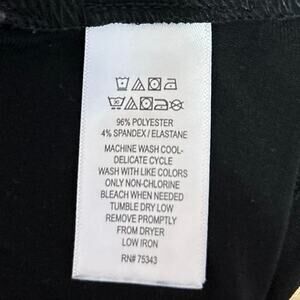 96% POLYESTER
4% SPANDEX / ELASTANE
MACHINE WASH COOL-
DELICATE CYCLE
WASH WITH LIKE COLORS
ONLY NON-CHLORINE
BLEACH WHEN NEEDED
TUMBLE DRY LOW
REMOVE PROMPTLY
FROM DRYER
LOW IRON
RN# 75343